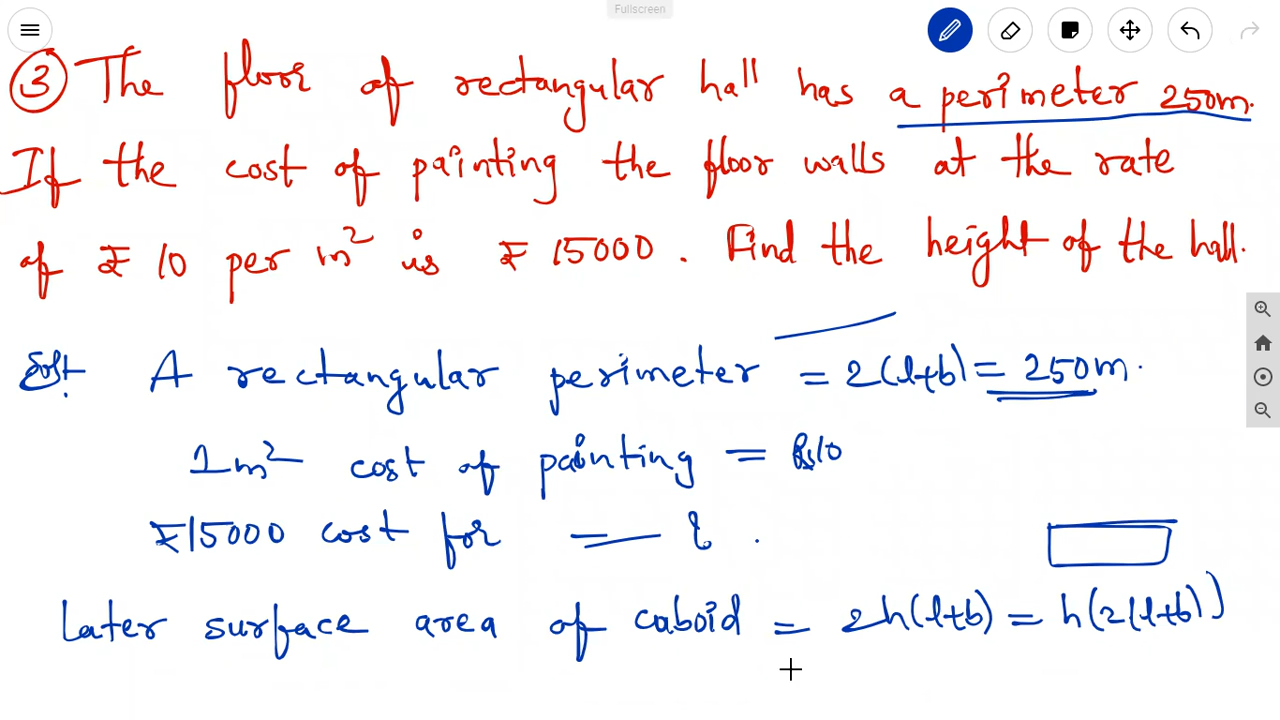 Fullscreen
③ The floor of rectangular hall has a perimeter 250m.
If the cost of painting the floor walls at the rate
of ₹ 10 per m² is ₹ 15000. Find the height of the hall.
Sol. A rectangular perimeter = 2(l+b) = 250m.
1m² cost of painting = Rs10
₹15000 cost for = ? .
Later surface area of caboid = 2h(l+b) = h(2(l+b))